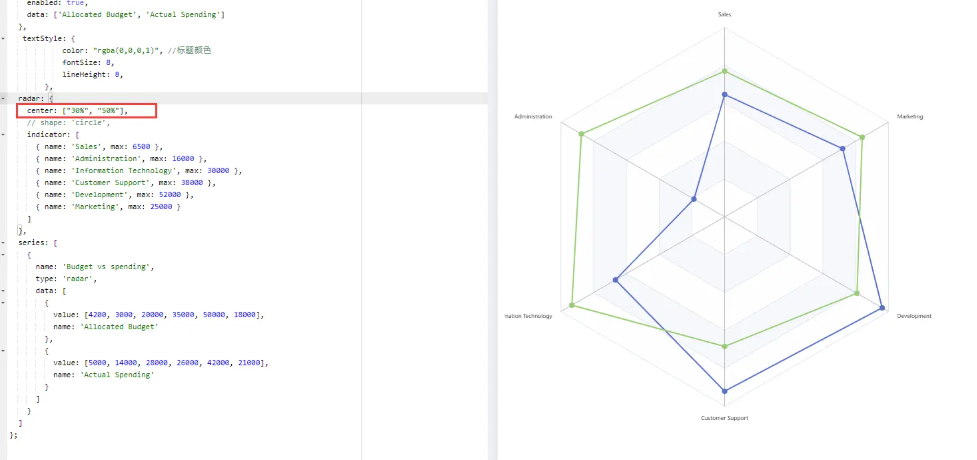 enabled: true,
data: ['Allocated Budget', 'Actual Spending']
},
textStyle: {
color: "rgba(0,0,0,1)", //标题颜色
fontSize: 8,
lineHeight: 8,
},
radar: {
center: ["30%", "50%"],
// shape: 'circle',
indicator: [
{ name: 'Sales', max: 6500 },
{ name: 'Administration', max: 16000 },
{ name: 'Information Technology', max: 30000 },
{ name: 'Customer Support', max: 38000 },
{ name: 'Development', max: 52000 },
{ name: 'Marketing', max: 25000 }
]
},
series: [
{
name: 'Budget vs spending',
type: 'radar',
data: [
{
value: [4200, 3000, 20000, 35000, 50000, 18000],
name: 'Allocated Budget'
},
{
value: [5000, 14000, 28000, 26000, 42000, 21000],
name: 'Actual Spending'
}
]
}
]
};
Sales
Administration
Marketing
nation Technology
Development
Customer Support